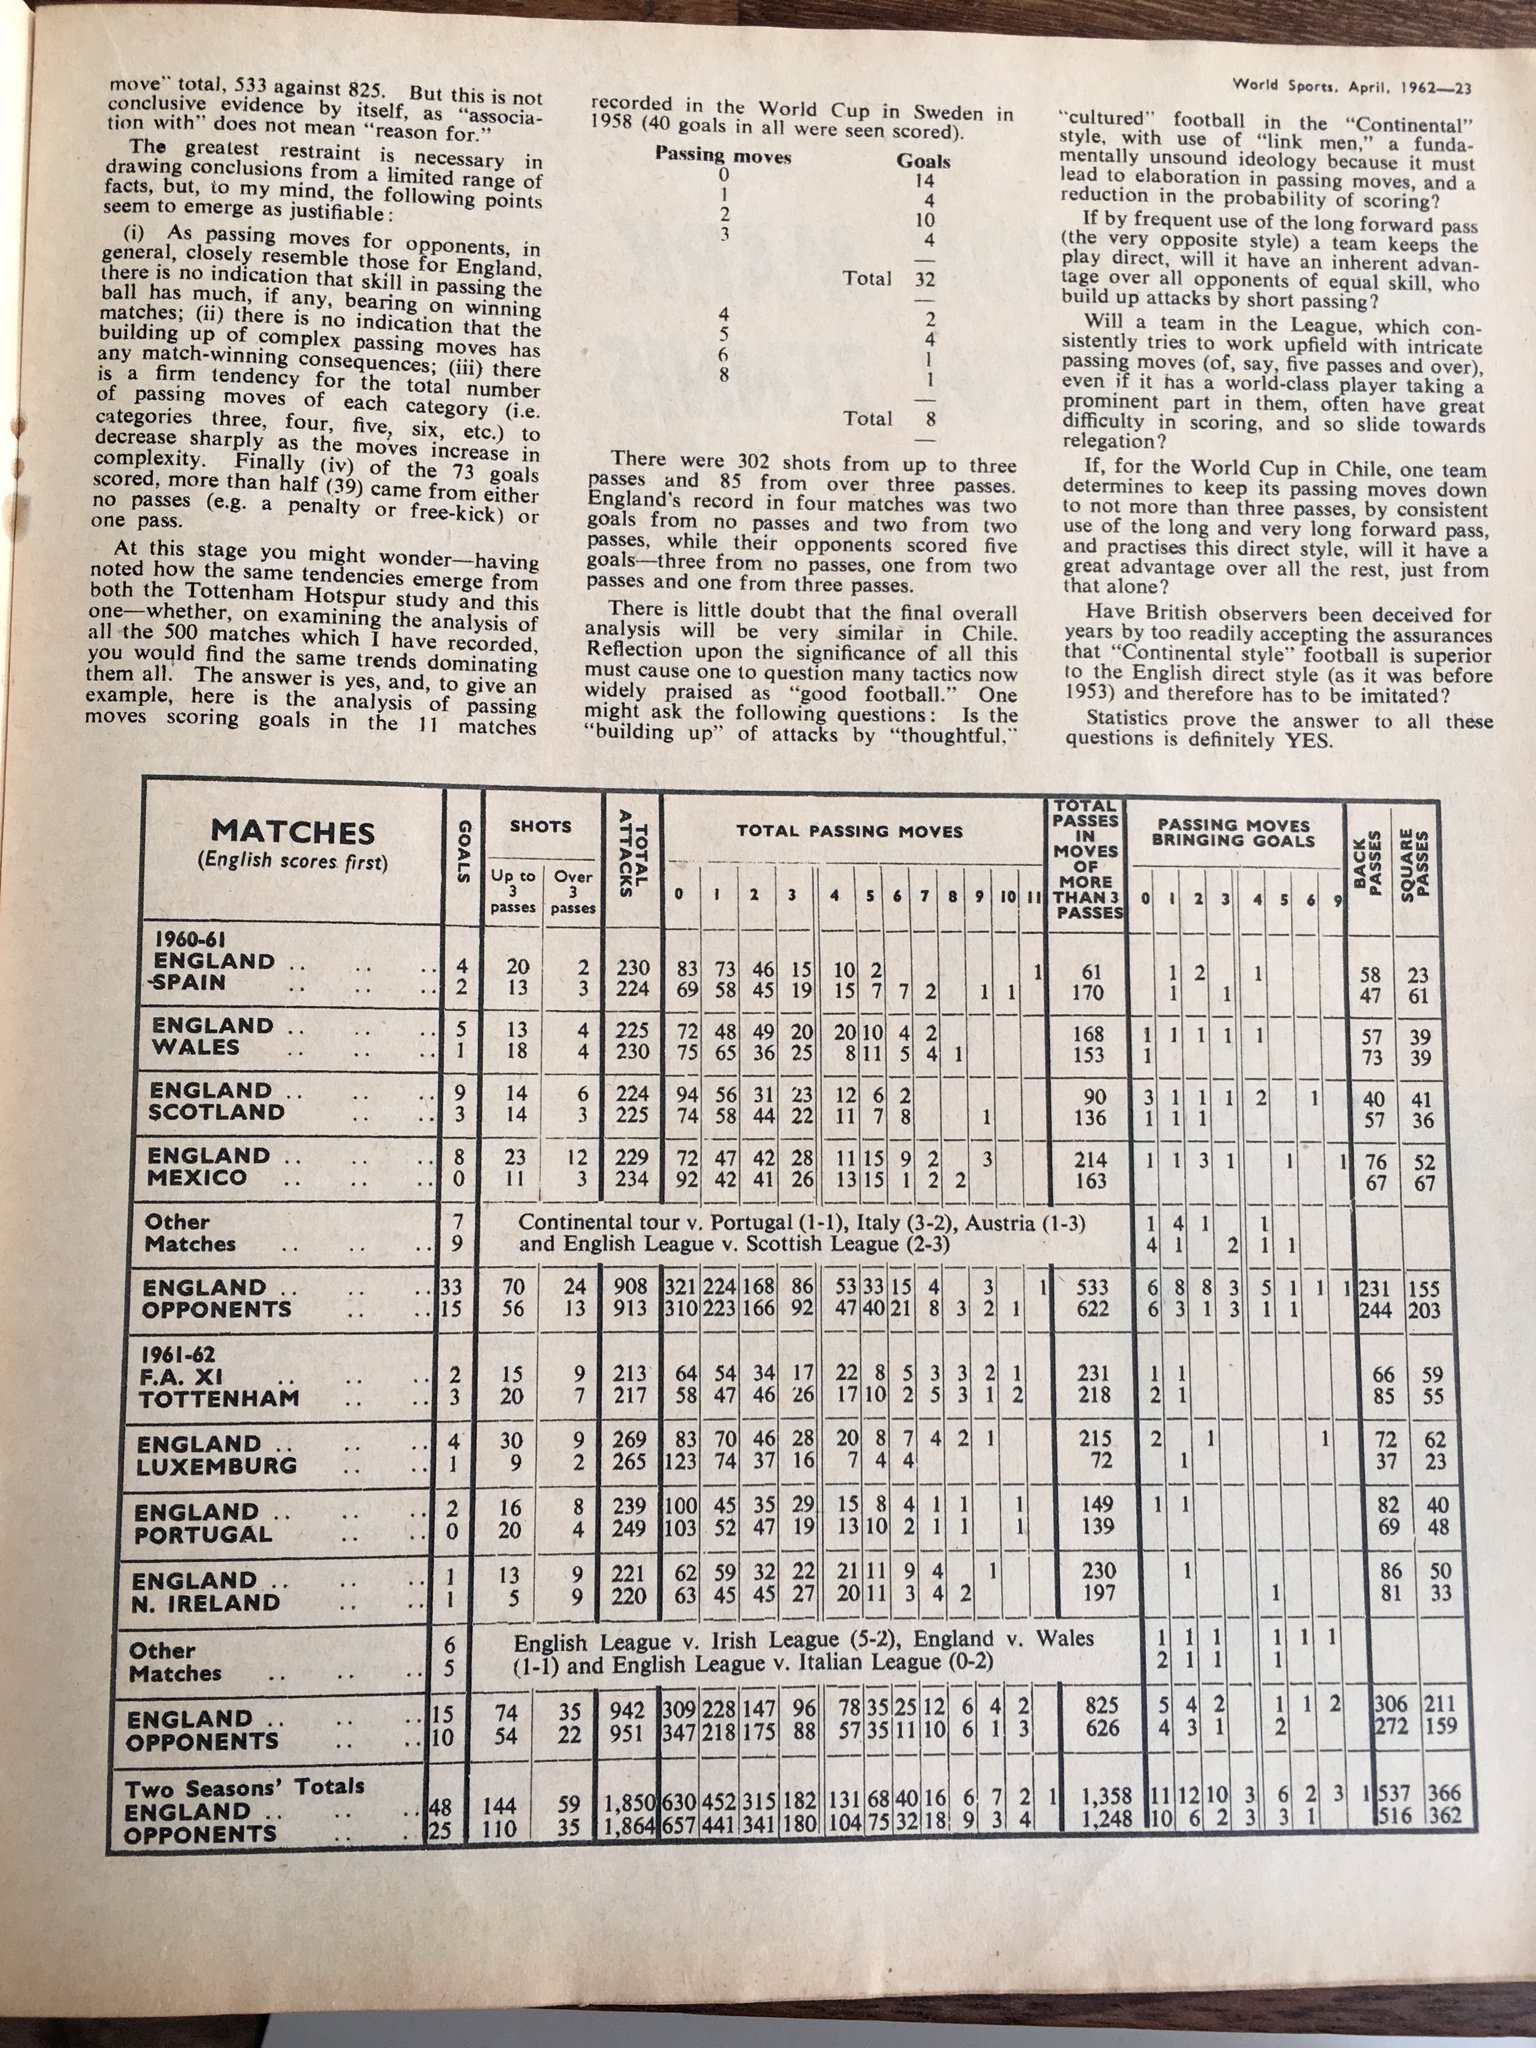 World Sports, April, 1962—23
move" total, 533 against 825. But this is not
conclusive evidence by itself, as "associa-
tion with" does not mean "reason for."
The greatest restraint is necessary in
drawing conclusions from a limited range of
facts, but, to my mind, the following points
seem to emerge as justifiable:
(i) As passing moves for opponents, in
general, closely resemble those for England,
there is no indication that skill in passing the
ball has much, if any, bearing on winning
matches; (ii) there is no indication that the
building up of complex passing moves has
any match-winning consequences; (iii) there
is a firm tendency for the total number
of passing moves of each category (i.e.
categories three, four, five, six, etc.) to
decrease sharply as the moves increase in
complexity. Finally (iv) of the 73 goals
scored, more than half (39) came from either
no passes (e.g. a penalty or free-kick) or
one pass.
At this stage you might wonder—having
noted how the same tendencies emerge from
both the Tottenham Hotspur study and this
one—whether, on examining the analysis of
all the 500 matches which I have recorded,
you would find the same trends dominating
them all. The answer is yes, and, to give an
example, here is the analysis of passing
moves scoring goals in the 11 matches
recorded in the World Cup in Sweden in
1958 (40 goals in all were seen scored).
Passing moves Goals
0 14
1 4
2 10
3 4
Total 32
4 2
5 4
6 1
8 1
Total 8
There were 302 shots from up to three
passes and 85 from over three passes.
England's record in four matches was two
goals from no passes and two from two
passes, while their opponents scored five
goals—three from no passes, one from two
passes and one from three passes.
There is little doubt that the final overall
analysis will be very similar in Chile.
Reflection upon the significance of all this
must cause one to question many tactics now
widely praised as "good football." One
might ask the following questions: Is the
"building up" of attacks by "thoughtful,"
"cultured" football in the "Continental"
style, with use of "link men," a funda-
mentally unsound ideology because it must
lead to elaboration in passing moves, and a
reduction in the probability of scoring?
If by frequent use of the long forward pass
(the very opposite style) a team keeps the
play direct, will it have an inherent advan-
tage over all opponents of equal skill, who
build up attacks by short passing?
Will a team in the League, which con-
sistently tries to work upfield with intricate
passing moves (of, say, five passes and over),
even if it has a world-class player taking a
prominent part in them, often have great
difficulty in scoring, and so slide towards
relegation?
If, for the World Cup in Chile, one team
determines to keep its passing moves down
to not more than three passes, by consistent
use of the long and very long forward pass,
and practises this direct style, will it have a
great advantage over all the rest, just from
that alone?
Have British observers been deceived for
years by too readily accepting the assurances
that "Continental style" football is superior
to the English direct style (as it was before
1953) and therefore has to be imitated?
Statistics prove the answer to all these
questions is definitely YES.
MATCHES
(English scores first)
GOALS
SHOTS
Up to 3 passes
Over 3 passes
TOTAL ATTACKS
TOTAL PASSING MOVES
0 1 2 3 4 5 6 7 8 9 10 11
TOTAL PASSES IN MOVES OF MORE THAN 3 PASSES
PASSING MOVES BRINGING GOALS
0 1 2 3 4 5 6 9
BACK PASSES
SQUARE PASSES
1960-61
ENGLAND .. .. .. 4 20 2 230 83 73 46 15 10 2 1 61 1 2 1 58 23
SPAIN .. .. .. 2 13 3 224 69 58 45 19 15 7 7 2 1 1 170 1 1 47 61
ENGLAND .. .. .. 5 13 4 225 72 48 49 20 20 10 4 2 168 1 1 1 1 1 57 39
WALES .. .. .. 1 18 4 230 75 65 36 25 8 11 5 4 1 153 1 73 39
ENGLAND .. .. .. 9 14 6 224 94 56 31 23 12 6 2 90 3 1 1 1 2 1 40 41
SCOTLAND .. .. 3 14 3 225 74 58 44 22 11 7 8 1 136 1 1 1 57 36
ENGLAND .. .. .. 8 23 12 229 72 47 42 28 11 15 9 2 3 214 1 1 3 1 1 1 76 52
MEXICO .. .. .. 0 11 3 234 92 42 41 26 13 15 1 2 2 163 67 67
Other 7 Continental tour v. Portugal (1-1), Italy (3-2), Austria (1-3) 1 4 1 1
Matches .. .. .. 9 and English League v. Scottish League (2-3) 4 1 2 1 1
ENGLAND .. .. .. 33 70 24 908 321 224 168 86 53 33 15 4 3 1 533 6 8 8 3 5 1 1 1 231 155
OPPONENTS .. .. 15 56 13 913 310 223 166 92 47 40 21 8 3 2 1 622 6 3 1 3 1 1 244 203
1961-62
F.A. XI .. .. .. 2 15 9 213 64 54 34 17 22 8 5 3 3 2 1 231 1 1 66 59
TOTTENHAM .. .. 3 20 7 217 58 47 46 26 17 10 2 5 3 1 2 218 2 1 85 55
ENGLAND .. .. .. 4 30 9 269 83 70 46 28 20 8 7 4 2 1 215 2 1 1 72 62
LUXEMBURG .. .. 1 9 2 265 123 74 37 16 7 4 4 72 1 37 23
ENGLAND .. .. .. 2 16 8 239 100 45 35 29 15 8 4 1 1 1 149 1 1 82 40
PORTUGAL .. .. 0 20 4 249 103 52 47 19 13 10 2 1 1 1 139 69 48
ENGLAND .. .. .. 1 13 9 221 62 59 32 22 21 11 9 4 1 230 1 86 50
N. IRELAND .. .. 1 5 9 220 63 45 45 27 20 11 3 4 2 197 1 81 33
Other 6 English League v. Irish League (5-2), England v. Wales 1 1 1 1 1 1
Matches .. .. .. 5 (1-1) and English League v. Italian League (0-2) 2 1 1 1
ENGLAND .. .. .. 15 74 35 942 309 228 147 96 78 35 25 12 6 4 2 825 5 4 2 1 1 2 306 211
OPPONENTS .. .. 10 54 22 951 347 218 175 88 57 35 11 10 6 1 3 626 4 3 1 2 272 159
Two Seasons' Totals
ENGLAND .. .. .. 48 144 59 1,850 630 452 315 182 131 68 40 16 6 7 2 1 1,358 11 12 10 3 6 2 3 1 537 366
OPPONENTS .. .. 25 110 35 1,864 657 441 341 180 104 75 32 18 9 3 4 1,248 10 6 2 3 3 1 516 362